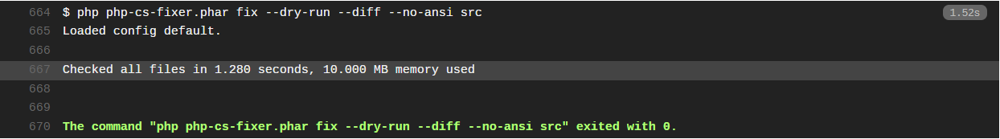 664 $ php php-cs-fixer.phar fix --dry-run --diff --no-ansi src 1.52s
665 Loaded config default.
666
667 Checked all files in 1.280 seconds, 10.000 MB memory used
668
669
670 The command "php php-cs-fixer.phar fix --dry-run --diff --no-ansi src" exited with 0.